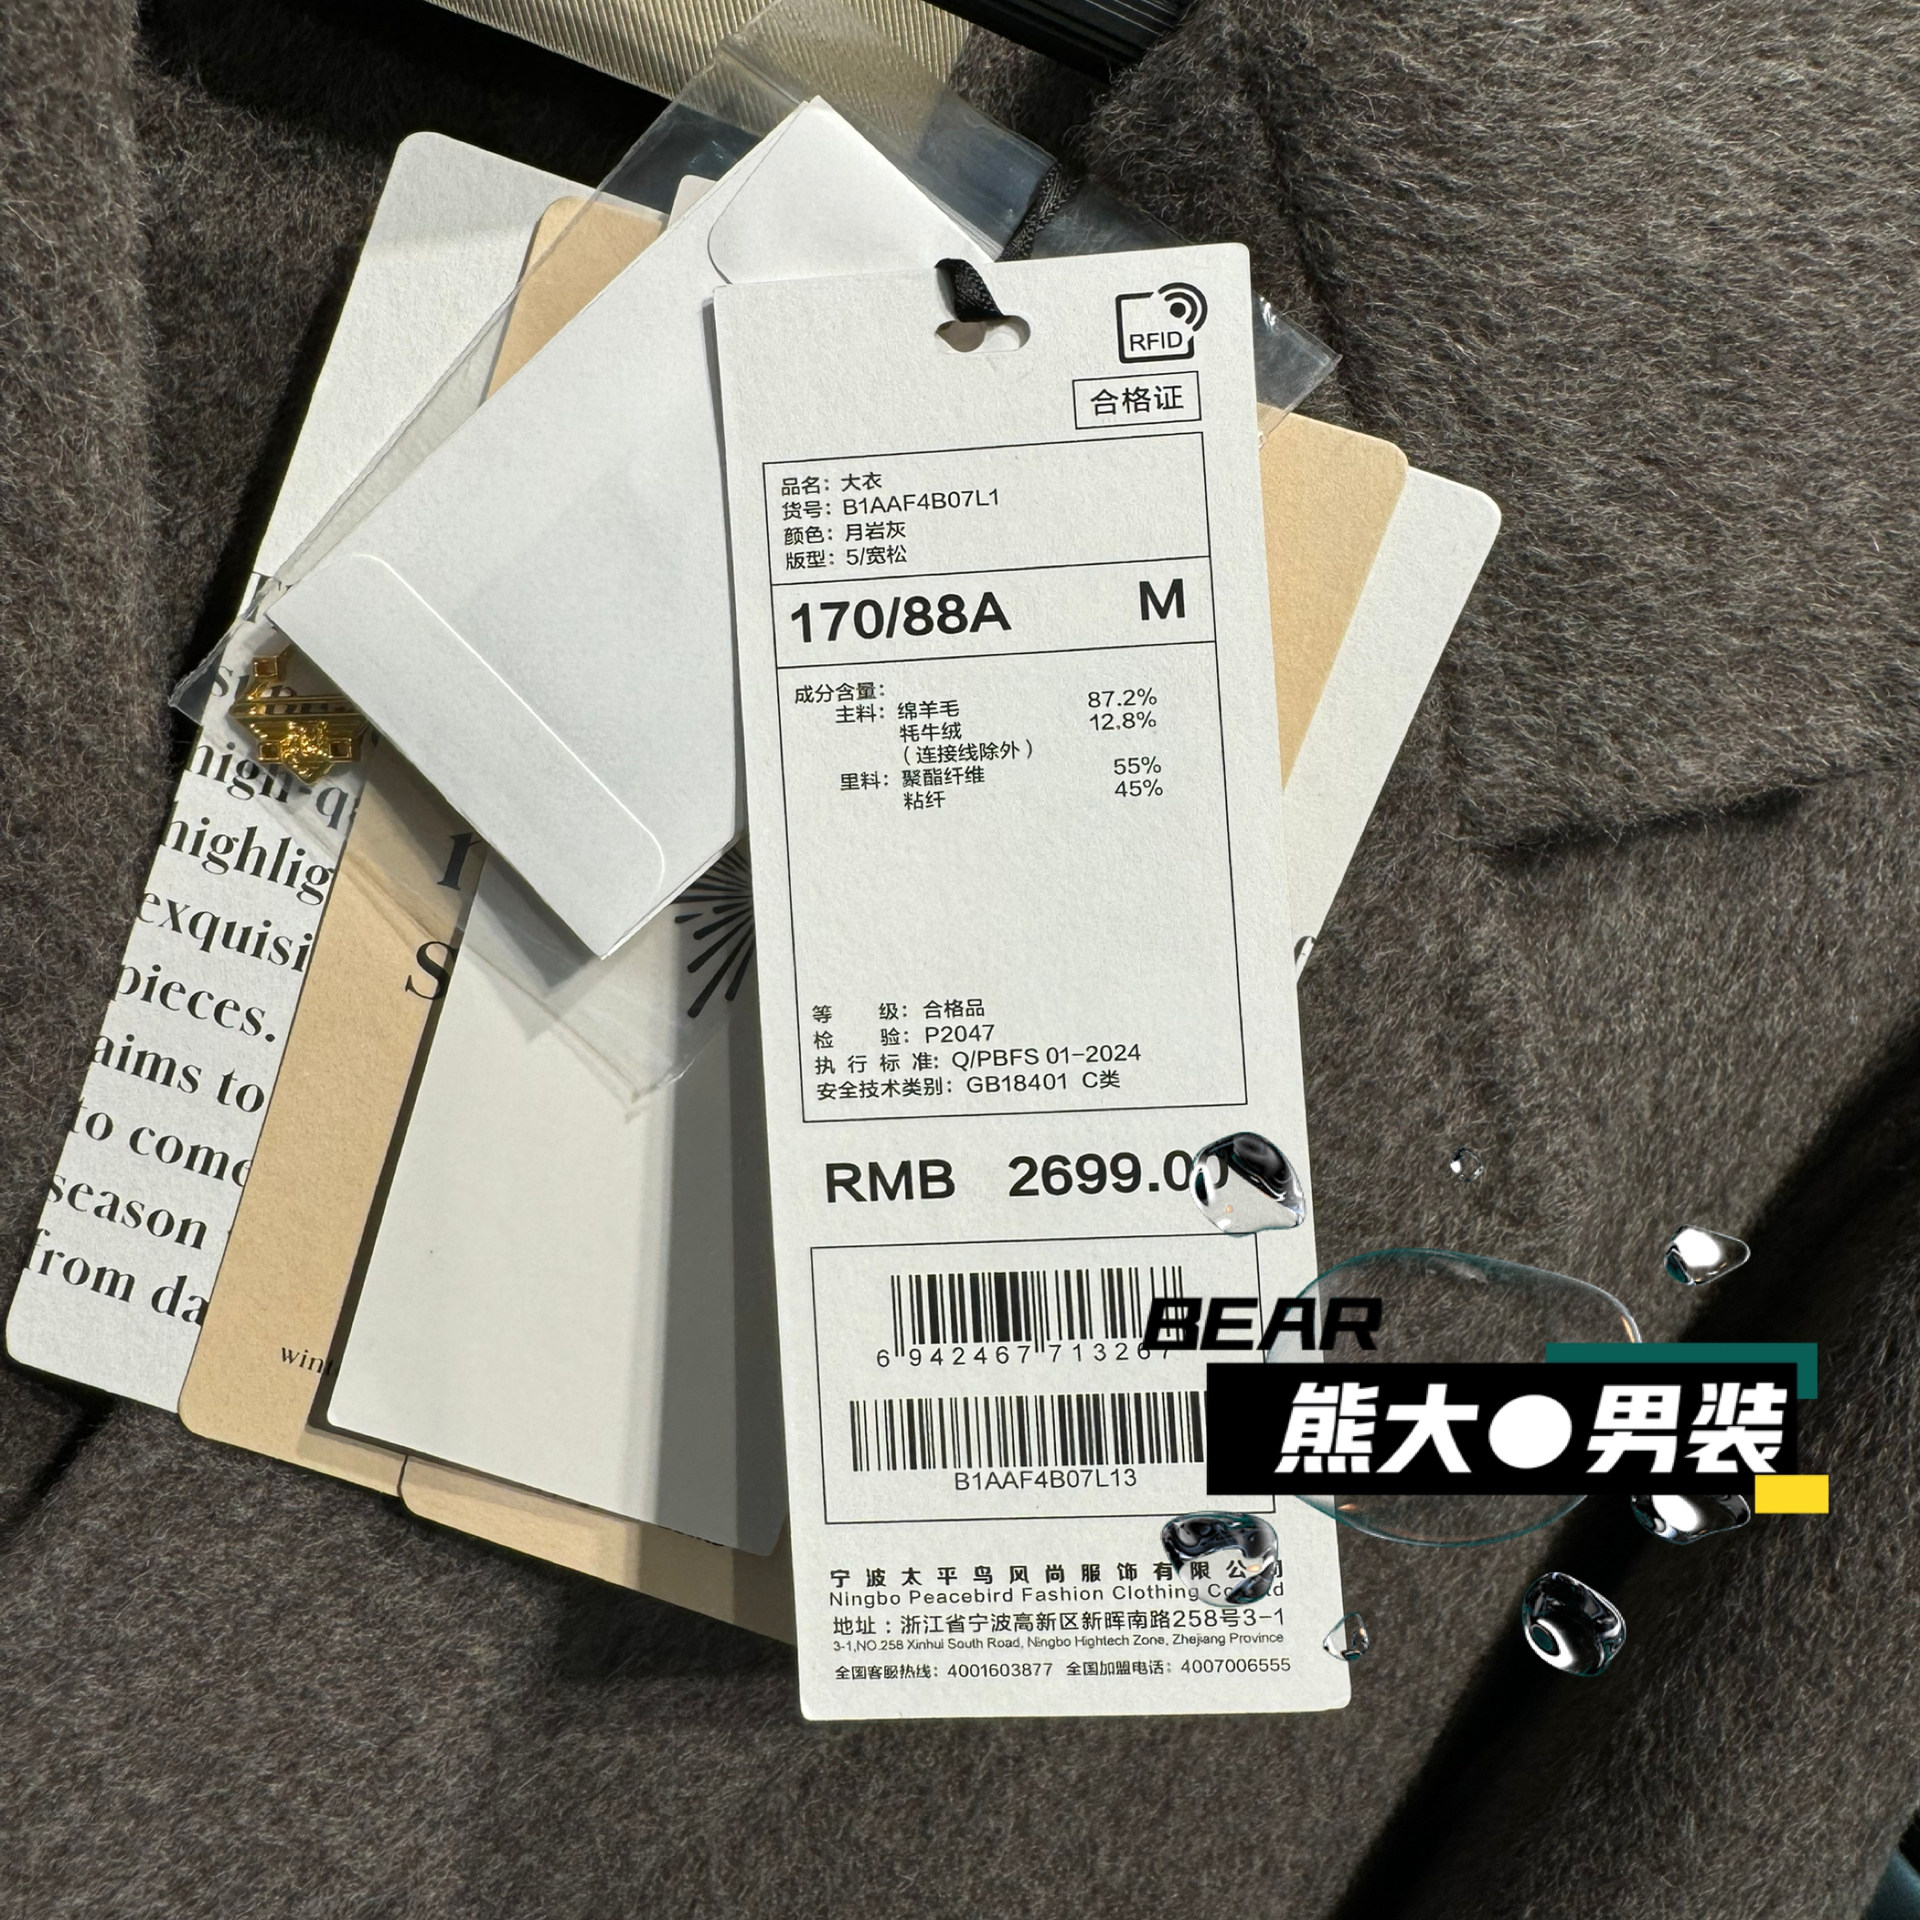 RFID
合格证
品名：大衣
货号：B1AAF4B07L1
颜色：月岩灰
版型：5/宽松
170/88A M
成分含量：
主料：绵羊毛 87.2%
牦牛绒 12.8%
（连接线除外）
里料：聚酯纤维 55%
粘纤 45%
等 级：合格品
检 验：P2047
执行标准：Q/PBFS 01-2024
安全技术类别：GB18401 C类
RMB 2699.00
6 942467 713267
B1AAF4B07L13
宁波太平鸟风尚服饰有限公司
Ningbo Peacebird Fashion Clothing Co Ltd
地址：浙江省宁波高新区新晖南路258号3-1
3-1,NO.258 Xinhui South Road, Ningbo Hightech Zone, Zhejiang Province
全国客服热线：4001603877 全国加盟电话：4007006555
high
highlig
exquisi
pieces.
aims to
to come
season
from da
s
wint
BEAR
熊大●男装